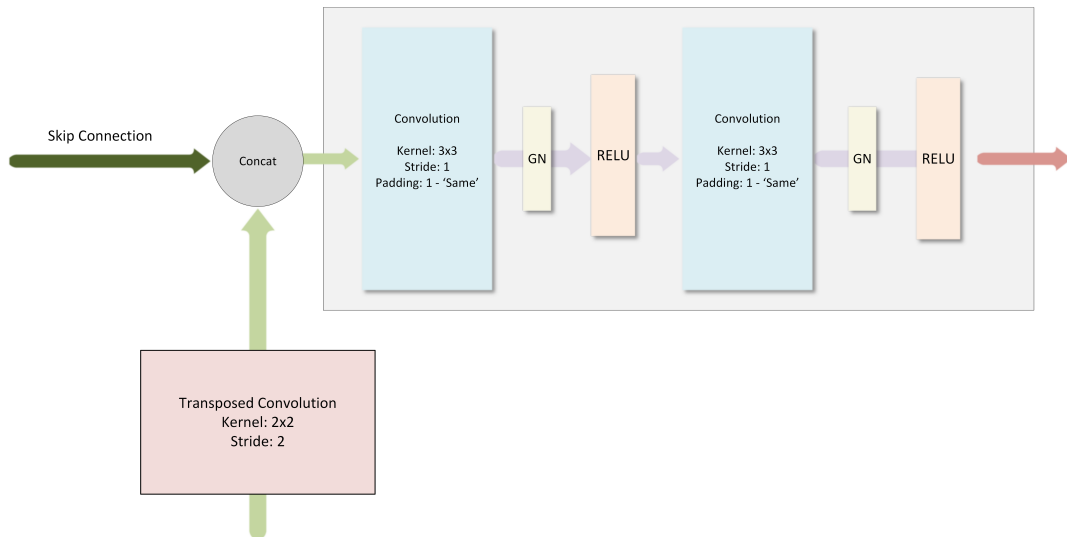 Skip Connection
Concat
Convolution
Kernel: 3x3
Stride: 1
Padding: 1 - ‘Same’
GN
RELU
Convolution
Kernel: 3x3
Stride: 1
Padding: 1 - ‘Same’
GN
RELU
Transposed Convolution
Kernel: 2x2
Stride: 2